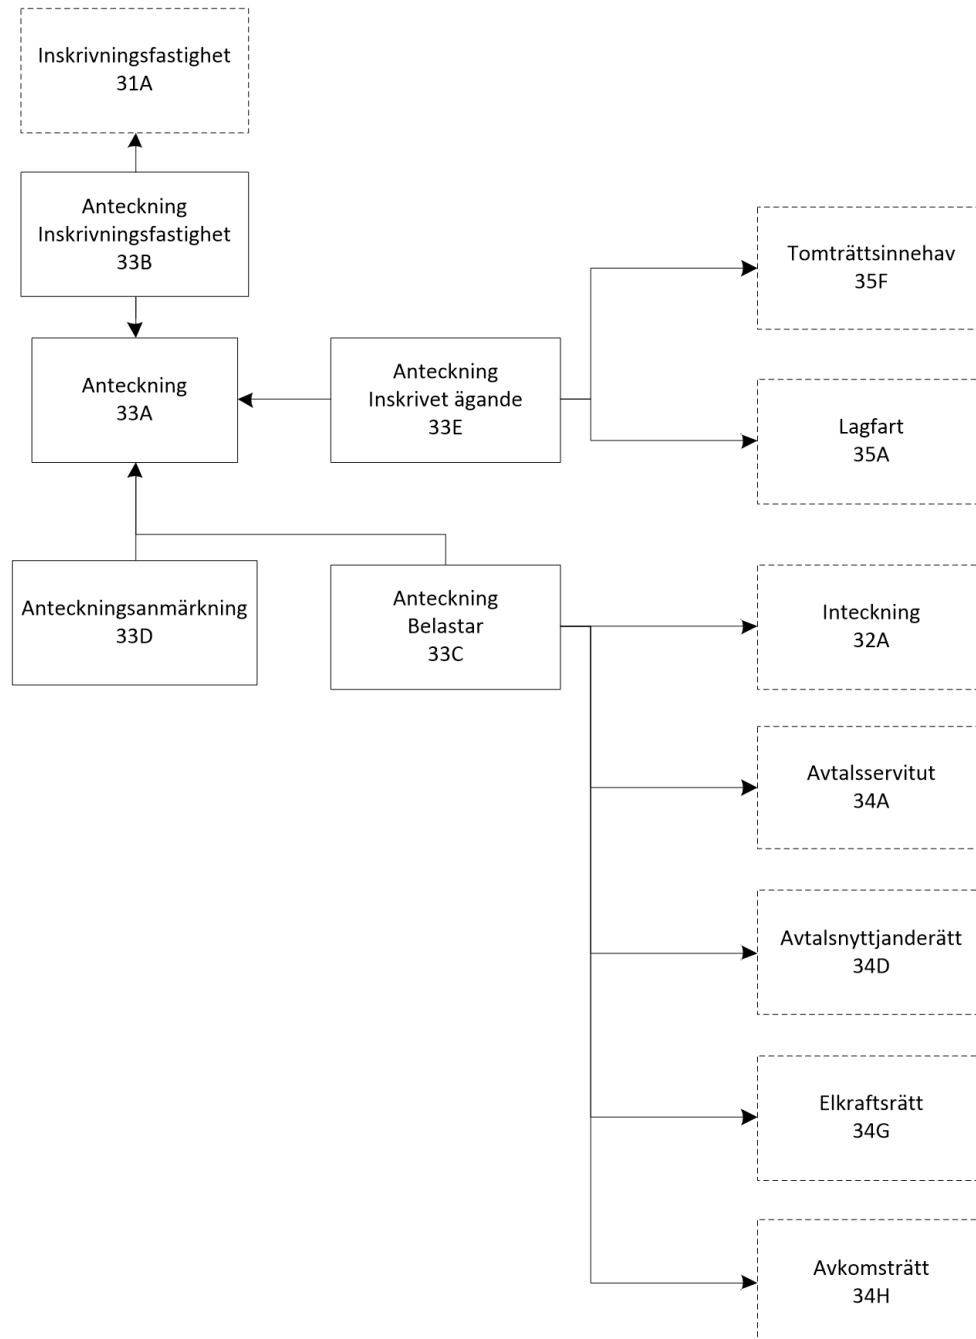 Inskrivningsfastighet
31A
Anteckning
Inskrivningsfastighet
33B
Tomträttsinnehav
35F
Anteckning
33A
Anteckning
Inskrivet ägande
33E
Lagfart
35A
Anteckningsanmärkning
33D
Anteckning
Belastar
33C
Inteckning
32A
Avtalsservitut
34A
Avtalsnyttjanderätt
34D
Elkraftsrätt
34G
Avkomsträtt
34H